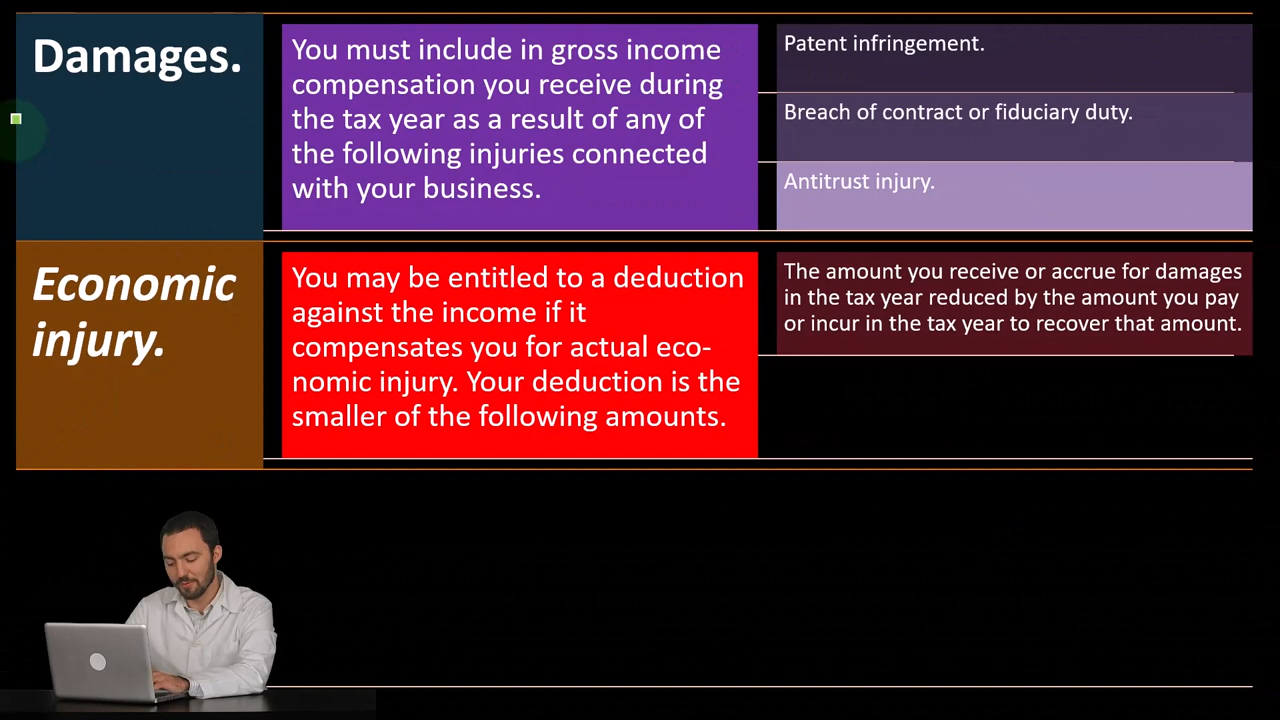 Damages.
You must include in gross income
compensation you receive during
the tax year as a result of any of
the following injuries connected
with your business.
Patent infringement.
Breach of contract or fiduciary duty.
Antitrust injury.
Economic
injury.
You may be entitled to a deduction
against the income if it
compensates you for actual eco-
nomic injury. Your deduction is the
smaller of the following amounts.
The amount you receive or accrue for damages
in the tax year reduced by the amount you pay
or incur in the tax year to recover that amount.